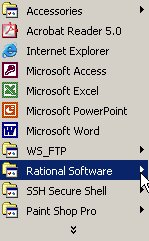 Accessories
Acrobat Reader 5.0
Internet Explorer
Microsoft Access
Microsoft Excel
Microsoft PowerPoint
Microsoft Word
WS_FTP
Rational Software
SSH Secure Shell
Paint Shop Pro